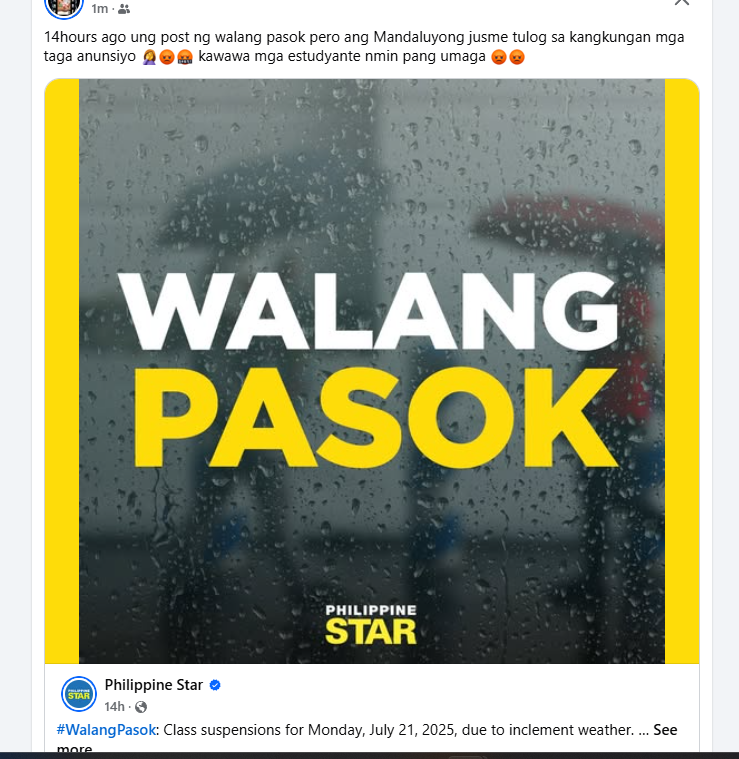 1m ·
14hours ago ung post ng walang pasok pero ang Mandaluyong jusme tulog sa kangkungan mga
taga anunsiyo 🤦‍♀️😡🤬 kawawa mga estudyante nmin pang umaga 😡😡
WALANG
PASOK
PHILIPPINE
STAR
PHILIPPINE
STAR
Philippine Star
14h ·
#WalangPasok: Class suspensions for Monday, July 21, 2025, due to inclement weather. ... See
more